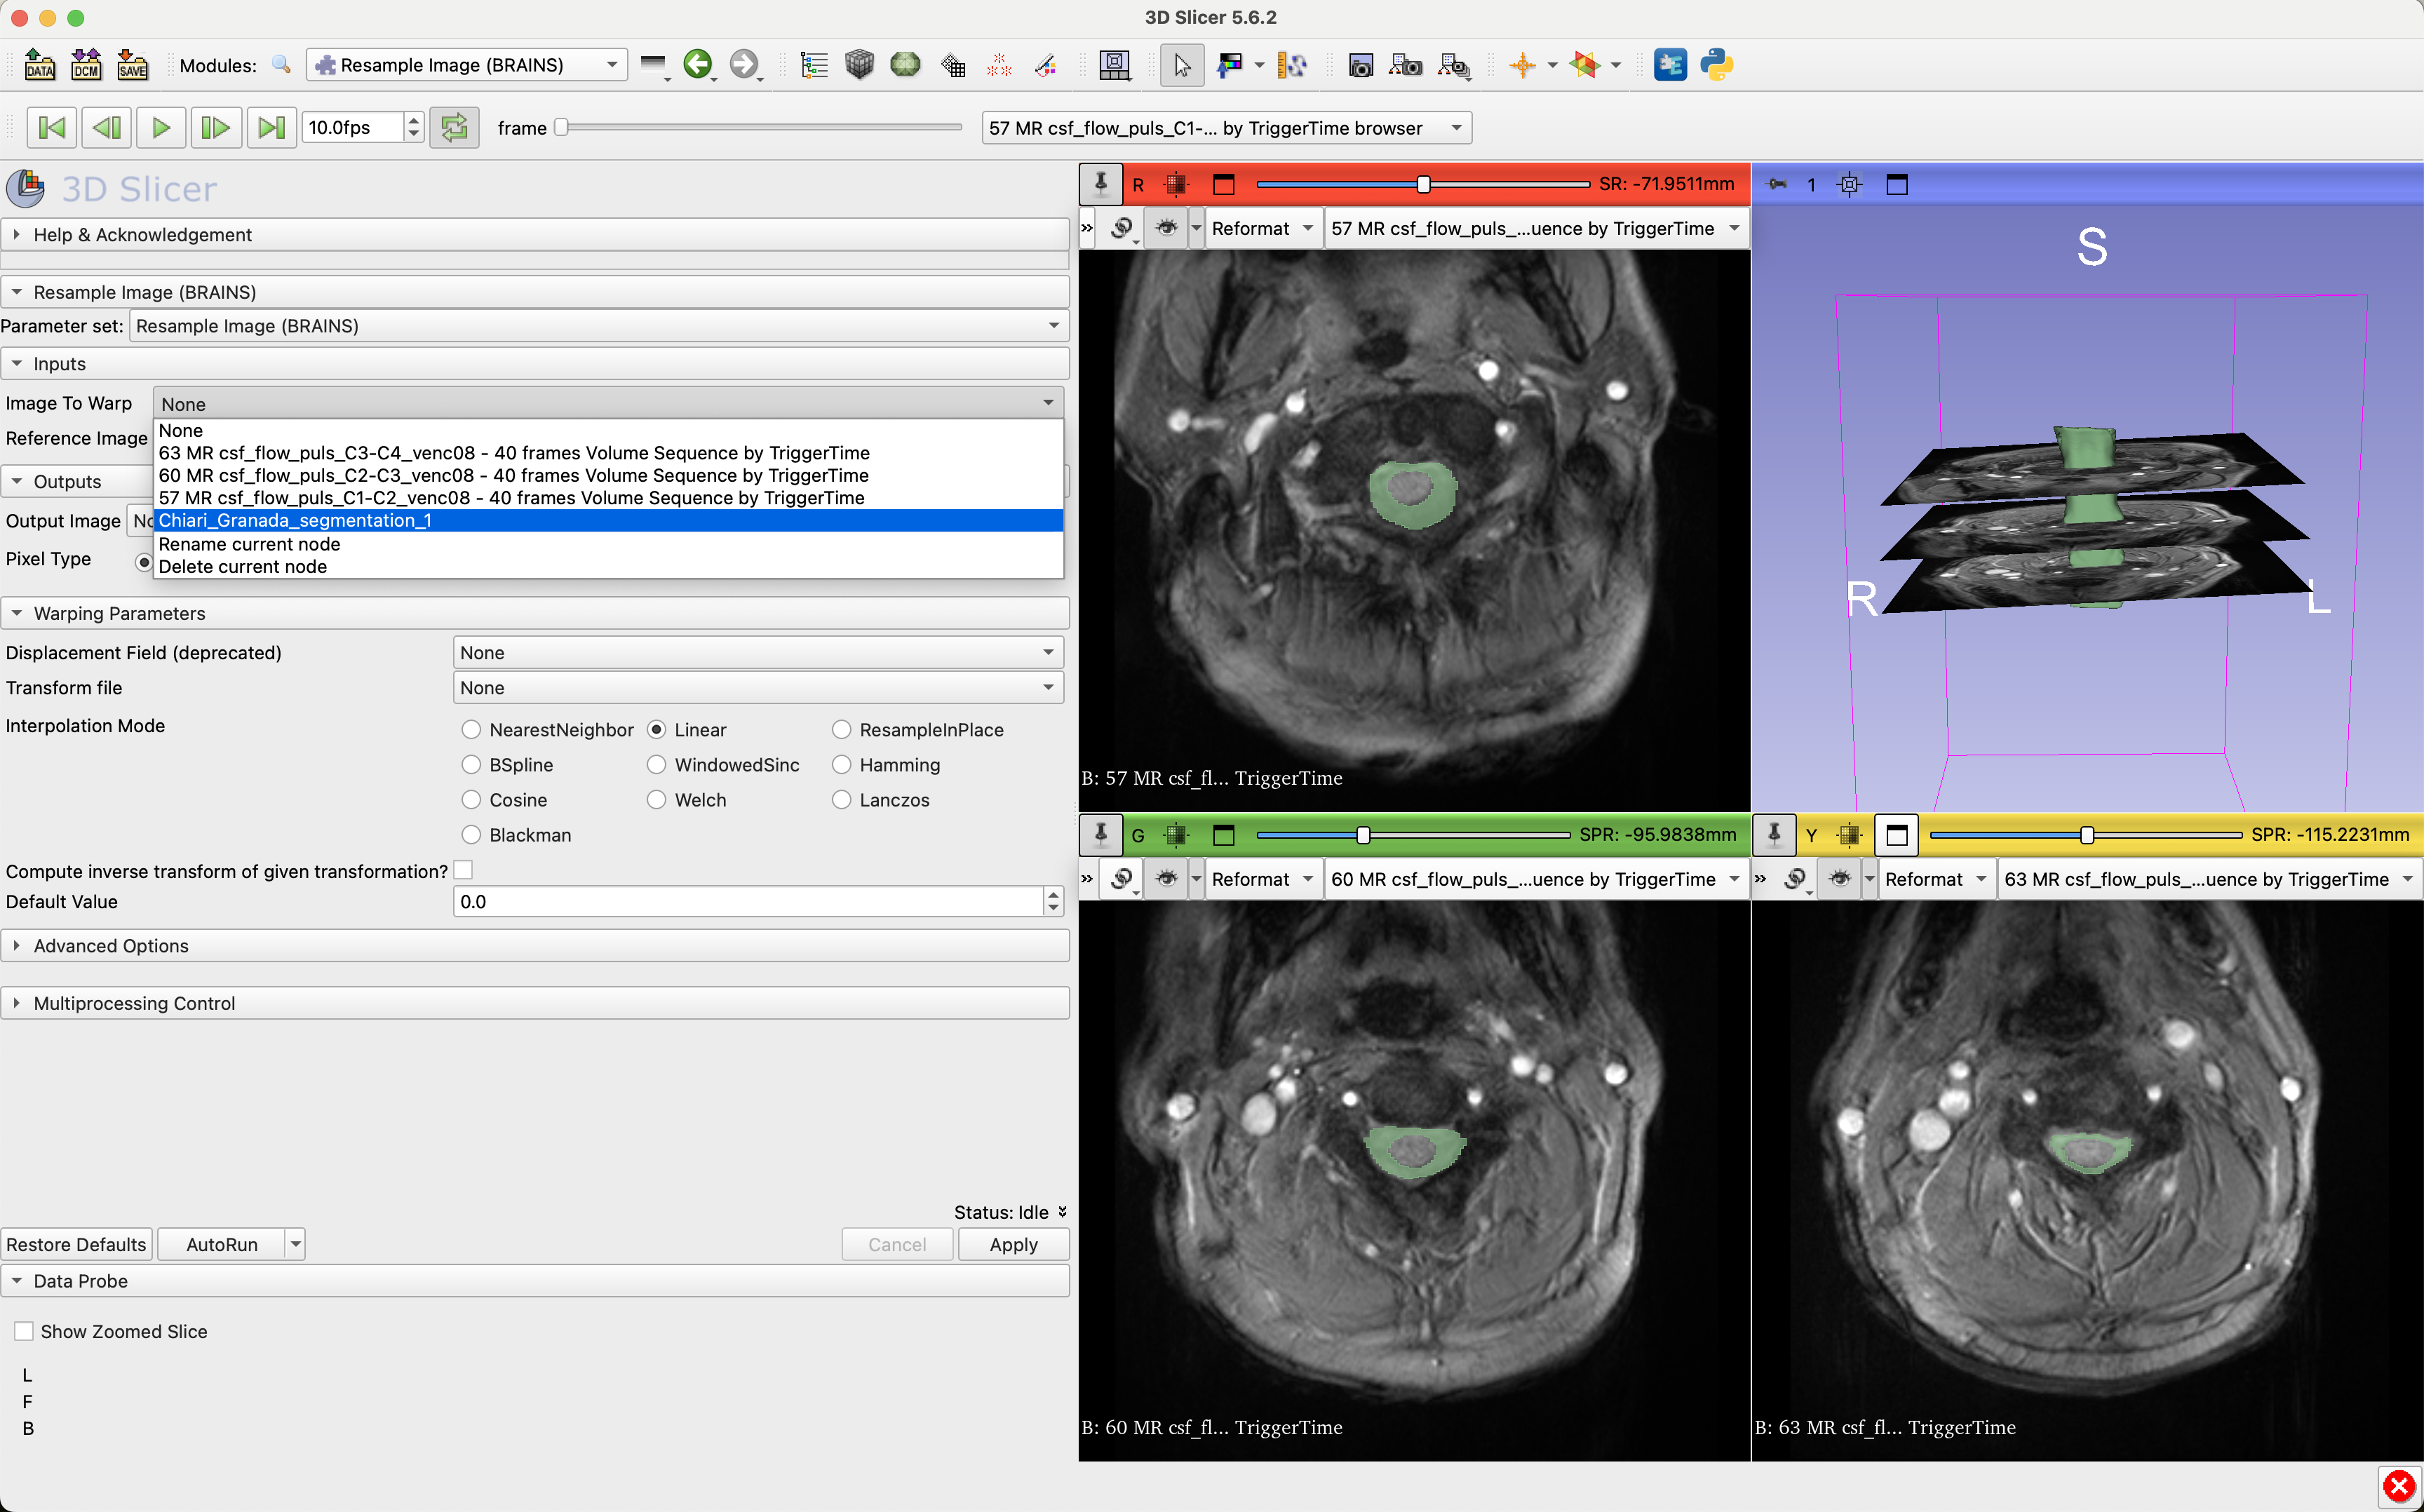 3D Slicer 5.6.2
DATA DCM SAVE Modules: Resample Image (BRAINS)
10.0fps frame 57 MR csf_flow_puls_C1-... by TriggerTime browser
3D Slicer
Help & Acknowledgement
Resample Image (BRAINS)
Parameter set: Resample Image (BRAINS)
Inputs
Image To Warp None
Reference Image
None
63 MR csf_flow_puls_C3-C4_venc08 - 40 frames Volume Sequence by TriggerTime
60 MR csf_flow_puls_C2-C3_venc08 - 40 frames Volume Sequence by TriggerTime
57 MR csf_flow_puls_C1-C2_venc08 - 40 frames Volume Sequence by TriggerTime
Chiari_Granada_segmentation_1
Rename current node
Delete current node
Outputs
Output Image No
Pixel Type
Warping Parameters
Displacement Field (deprecated) None
Transform file None
Interpolation Mode NearestNeighbor Linear ResampleInPlace
BSpline WindowedSinc Hamming
Cosine Welch Lanczos
Blackman
Compute inverse transform of given transformation?
Default Value 0.0
Advanced Options
Multiprocessing Control
Status: Idle
Restore Defaults AutoRun Cancel Apply
Data Probe
Show Zoomed Slice
L
F
B
R SR: -71.9511mm
Reformat 57 MR csf_flow_puls_...uence by TriggerTime
B: 57 MR csf_fl... TriggerTime
1
S
R L
G SPR: -95.9838mm
Reformat 60 MR csf_flow_puls_...uence by TriggerTime
B: 60 MR csf_fl... TriggerTime
Y SPR: -115.2231mm
Reformat 63 MR csf_flow_puls_...uence by TriggerTime
B: 63 MR csf_fl... TriggerTime